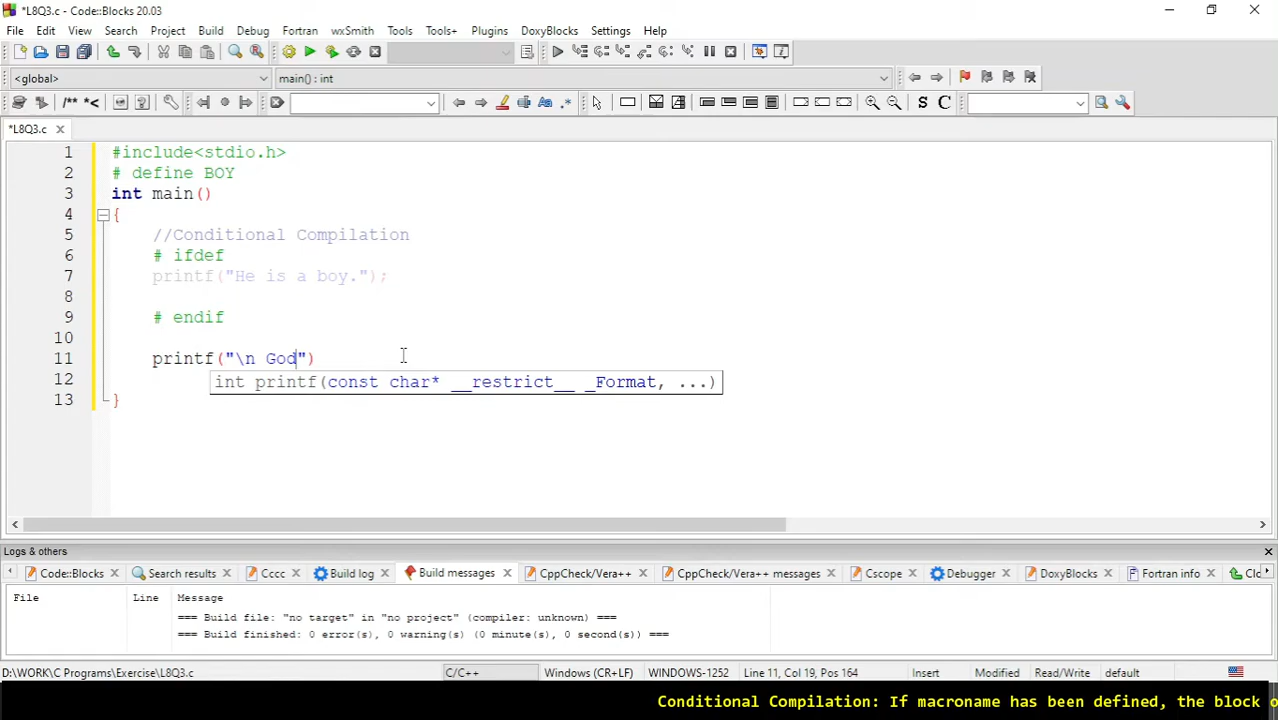 *L8Q3.c - Code::Blocks 20.03
File Edit View Search Project Build Debug Fortran wxSmith Tools Tools+ Plugins DoxyBlocks Settings Help
<global> main() : int
/** *< Aa .* S C
*L8Q3.c
1 #include<stdio.h>
2 # define BOY
3 int main()
4 {
5 //Conditional Compilation
6 # ifdef
7 printf("He is a boy.");
8
9 # endif
10
11 printf("\n God")
12 int printf(const char* __restrict__ _Format, ...)
13 }
Logs & others
Code::Blocks Search results Cccc Build log Build messages CppCheck/Vera++ CppCheck/Vera++ messages Cscope Debugger DoxyBlocks Fortran info Clo
File Line Message
=== Build file: "no target" in "no project" (compiler: unknown) ===
=== Build finished: 0 error(s), 0 warning(s) (0 minute(s), 0 second(s)) ===
D:\WORK\C Programs\Exercise\L8Q3.c C/C++ Windows (CR+LF) WINDOWS-1252 Line 11, Col 19, Pos 164 Insert Modified Read/Write default
Conditional Compilation: If macroname has been defined, the block